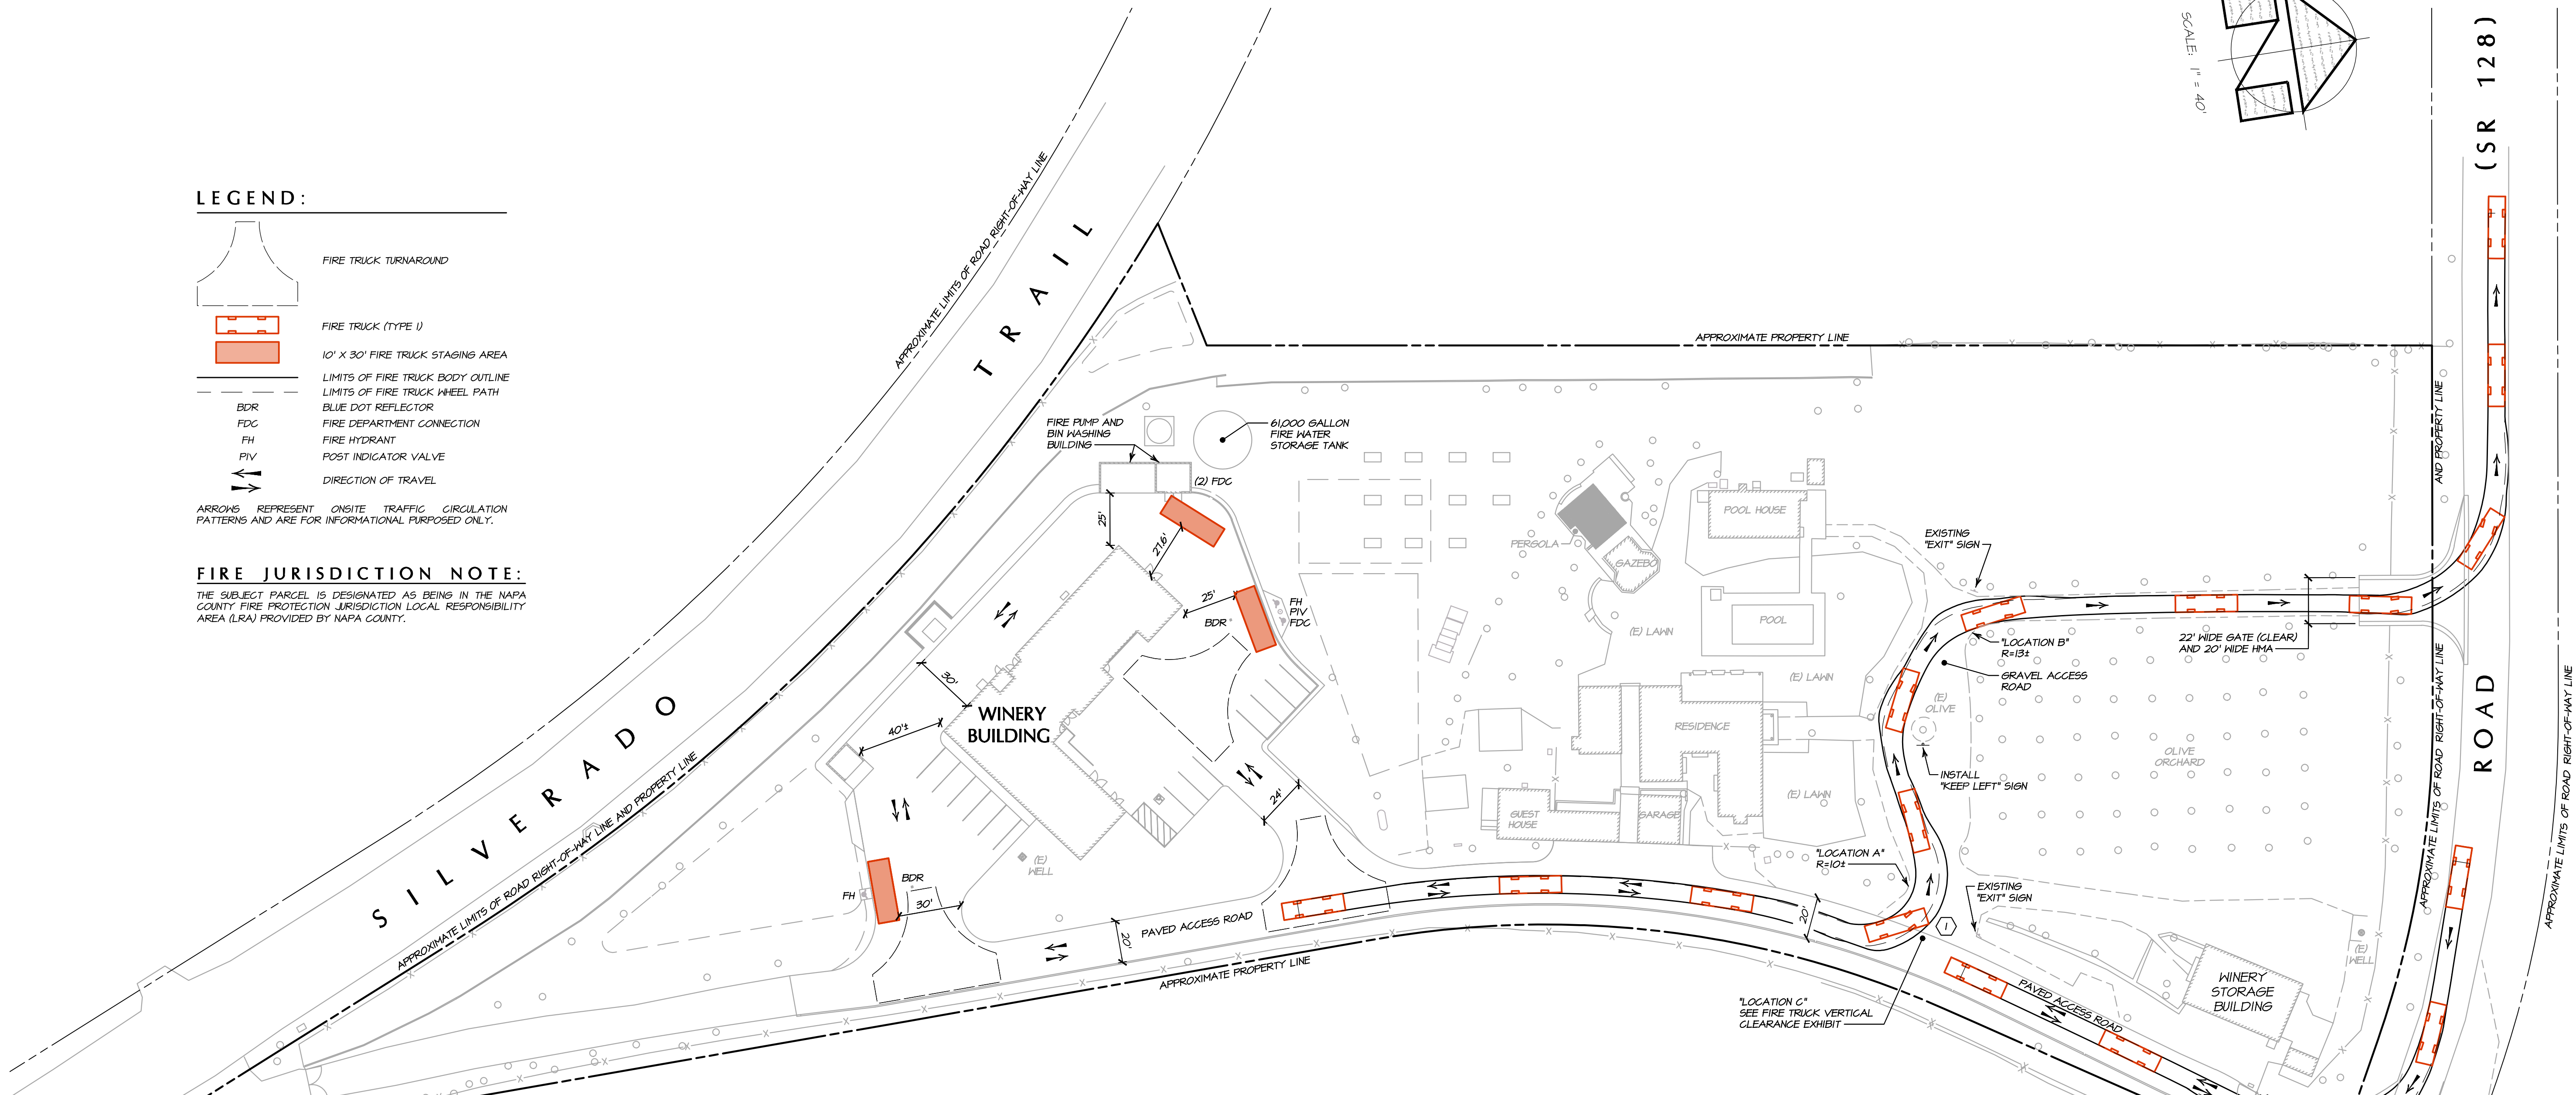 SCALE: 1" = 40'
(SR 128)
ROAD
LEGEND:
FIRE TRUCK TURNAROUND
FIRE TRUCK (TYPE 1)
10' X 30' FIRE TRUCK STAGING AREA
LIMITS OF FIRE TRUCK BODY OUTLINE
LIMITS OF FIRE TRUCK WHEEL PATH
BDR BLUE DOT REFLECTOR
FDC FIRE DEPARTMENT CONNECTION
FH FIRE HYDRANT
PIV POST INDICATOR VALVE
DIRECTION OF TRAVEL
ARROWS REPRESENT ONSITE TRAFFIC CIRCULATION
PATTERNS AND ARE FOR INFORMATIONAL PURPOSED ONLY.
FIRE JURISDICTION NOTE:
THE SUBJECT PARCEL IS DESIGNATED AS BEING IN THE NAPA
COUNTY FIRE PROTECTION JURISDICTION LOCAL RESPONSIBILITY
AREA (LRA) PROVIDED BY NAPA COUNTY.
APPROXIMATE LIMITS OF ROAD RIGHT-OF-WAY LINE
SILVERADO TRAIL
APPROXIMATE LIMITS OF ROAD RIGHT-OF-WAY LINE AND PROPERTY LINE
APPROXIMATE PROPERTY LINE
FIRE PUMP AND
BIN WASHING
BUILDING
61,000 GALLON
FIRE WATER
STORAGE TANK
(2) FDC
25'
27.6'
25'
BDR
FH
PIV
FDC
30'
40'±
WINERY
BUILDING
24'
(E)
WELL
FH
BDR
30'
20'
PAVED ACCESS ROAD
APPROXIMATE PROPERTY LINE
PERGOLA
GAZEBO
POOL HOUSE
POOL
(E) LAWN
(E) LAWN
(E) LAWN
RESIDENCE
GUEST
HOUSE
GARAGE
EXISTING
"EXIT" SIGN
"LOCATION B"
R=13±
GRAVEL ACCESS
ROAD
(E)
OLIVE
INSTALL
"KEEP LEFT" SIGN
OLIVE
ORCHARD
22' WIDE GATE (CLEAR)
AND 20' WIDE HMA
"LOCATION A"
R=10±
20'
1
EXISTING
"EXIT" SIGN
"LOCATION C"
SEE FIRE TRUCK VERTICAL
CLEARANCE EXHIBIT
PAVED ACCESS ROAD
WINERY
STORAGE
BUILDING
(E)
WELL
APPROXIMATE LIMITS OF ROAD RIGHT-OF-WAY LINE
AND PROPERTY LINE
APPROXIMATE LIMITS OF ROAD RIGHT-OF-WAY LINE